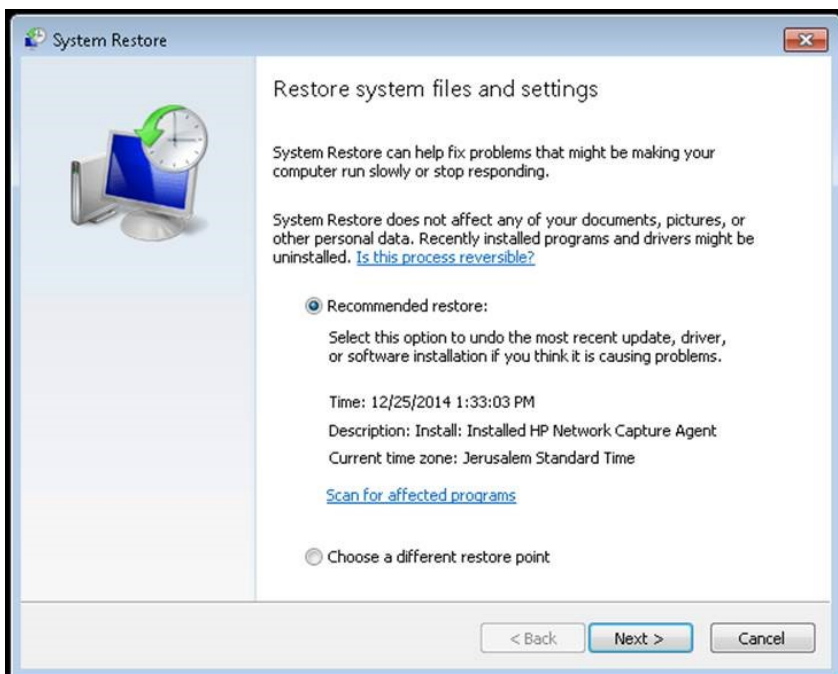 System Restore
Restore system files and settings
System Restore can help fix problems that might be making your
computer run slowly or stop responding.
System Restore does not affect any of your documents, pictures, or
other personal data. Recently installed programs and drivers might be
uninstalled. Is this process reversible?
Recommended restore:
Select this option to undo the most recent update, driver,
or software installation if you think it is causing problems.
Time: 12/25/2014 1:33:03 PM
Description: Install: Installed HP Network Capture Agent
Current time zone: Jerusalem Standard Time
Scan for affected programs
Choose a different restore point
< Back Next > Cancel